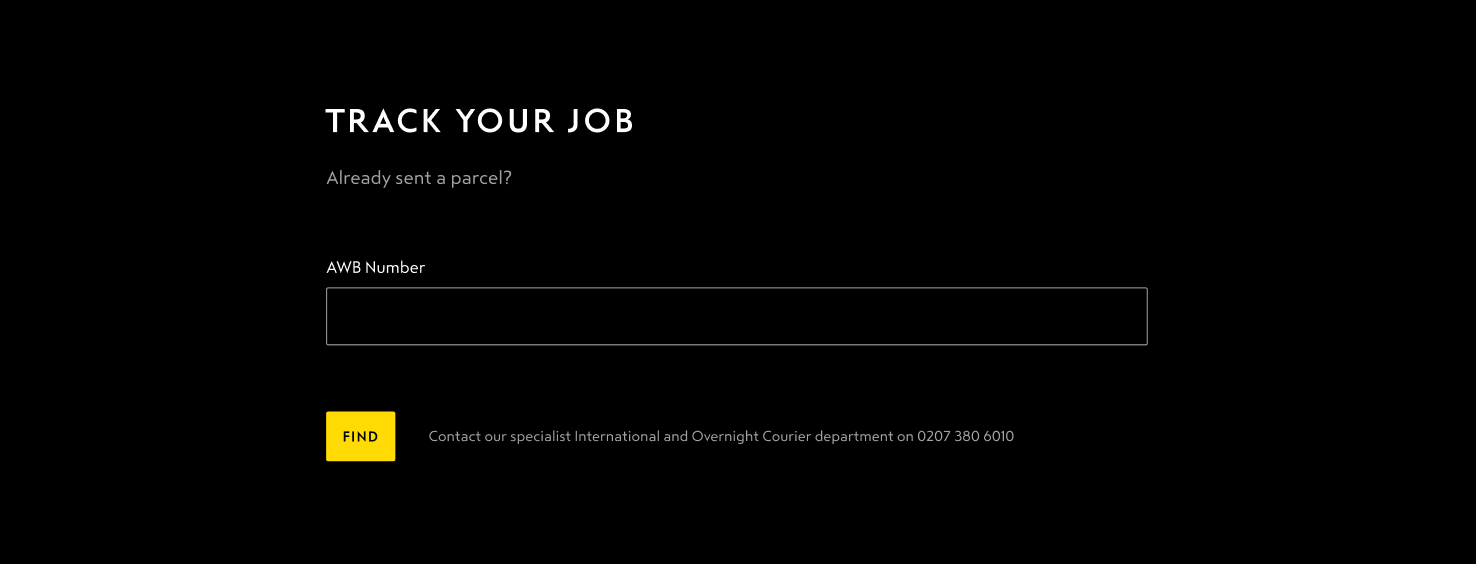 TRACK YOUR JOB
Already sent a parcel?
AWB Number
FIND
Contact our specialist International and Overnight Courier department on 0207 380 6010